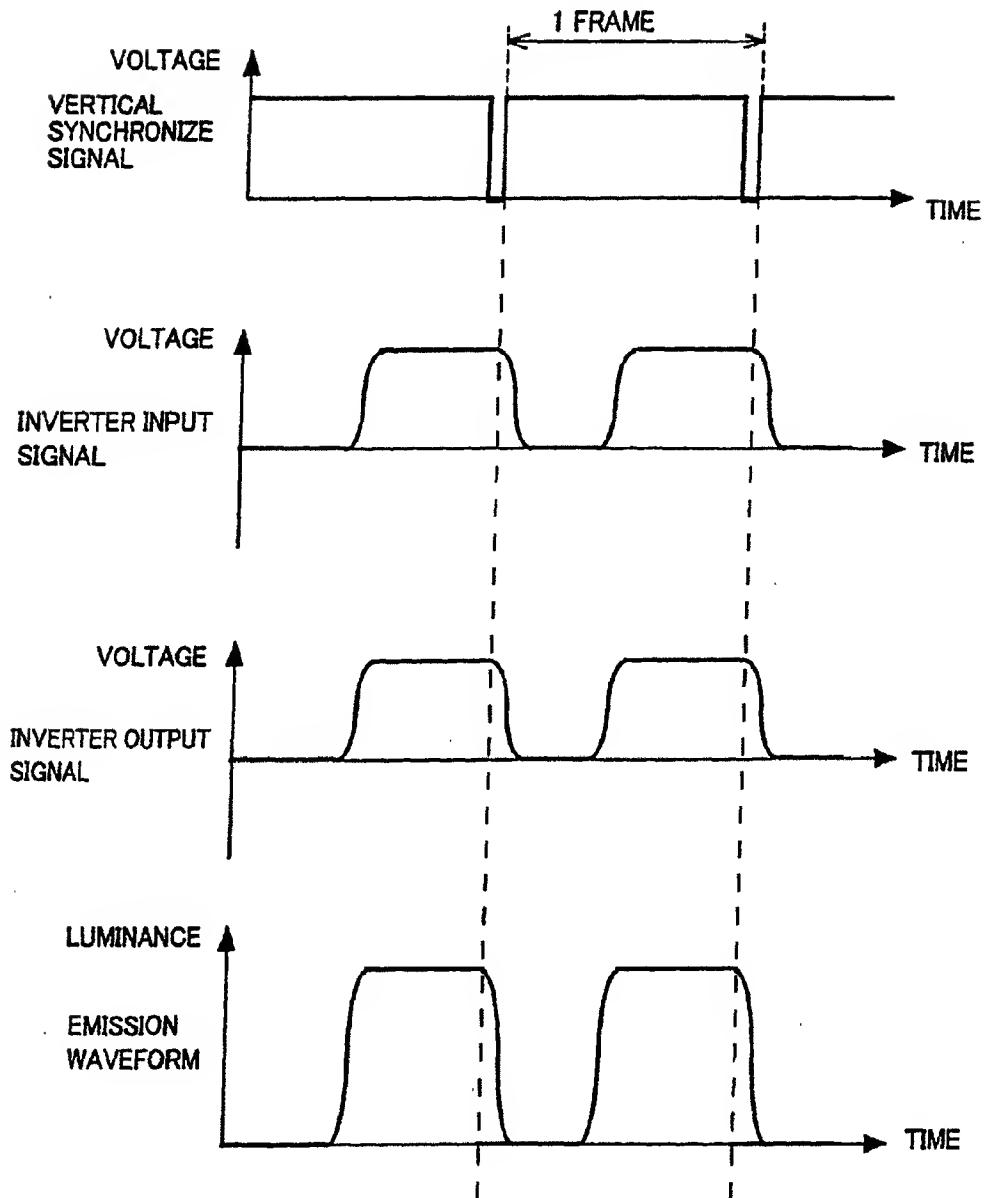 1 FRAME
VOLTAGE
VERTICAL
SYNCHRONIZE
SIGNAL
TIME
VOLTAGE
INVERTER INPUT
SIGNAL
TIME
VOLTAGE
INVERTER OUTPUT
SIGNAL
TIME
LUMINANCE
EMISSION
WAVEFORM
TIME